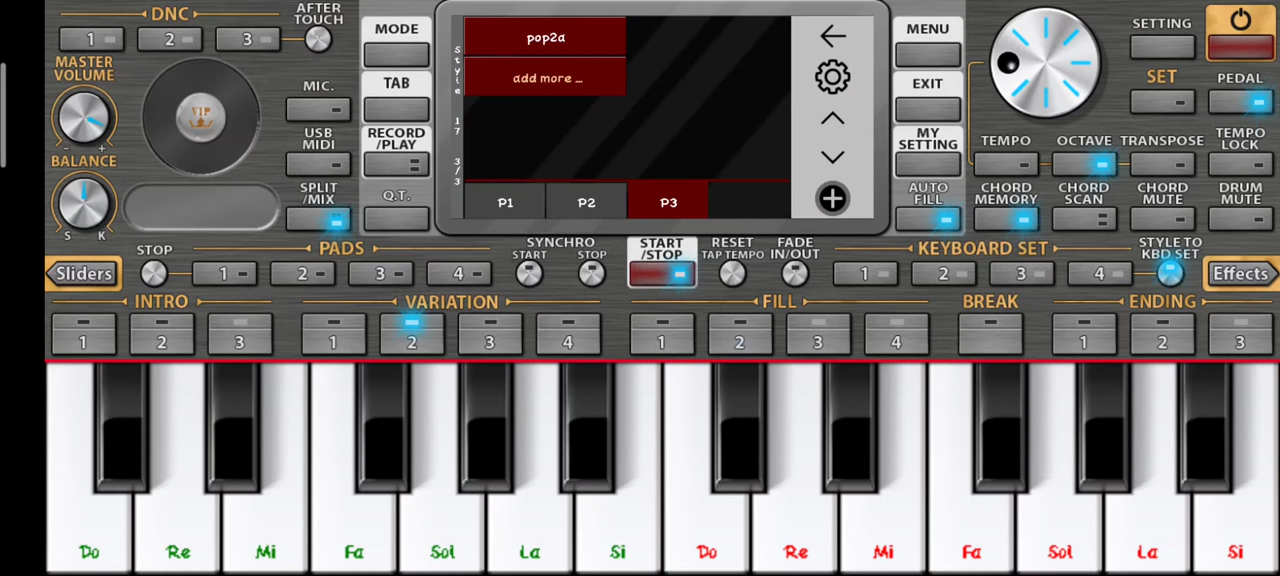 DNC
AFTER TOUCH
1 2 3
MASTER VOLUME
- +
BALANCE
S K
VIP
MIC.
USB MIDI
SPLIT /MIX
MODE
TAB
RECORD /PLAY
Q.T.
Style 17 3/3
pop2a
add more ...
P1 P2 P3
MENU
EXIT
MY SETTING
AUTO FILL
SETTING
SET
PEDAL
TEMPO OCTAVE TRANSPOSE TEMPO LOCK
CHORD MEMORY CHORD SCAN CHORD MUTE DRUM MUTE
Sliders
STOP
PADS
1 2 3 4
SYNCHRO
START STOP
START /STOP
RESET
TAP TEMPO
FADE IN/OUT
KEYBOARD SET
1 2 3 4
STYLE TO KBD SET
Effects
INTRO VARIATION FILL BREAK ENDING
1 2 3 1 2 3 4 1 2 3 4 1 2 3
Do Re Mi Fa Sol La Si Do Re Mi Fa Sol La Si